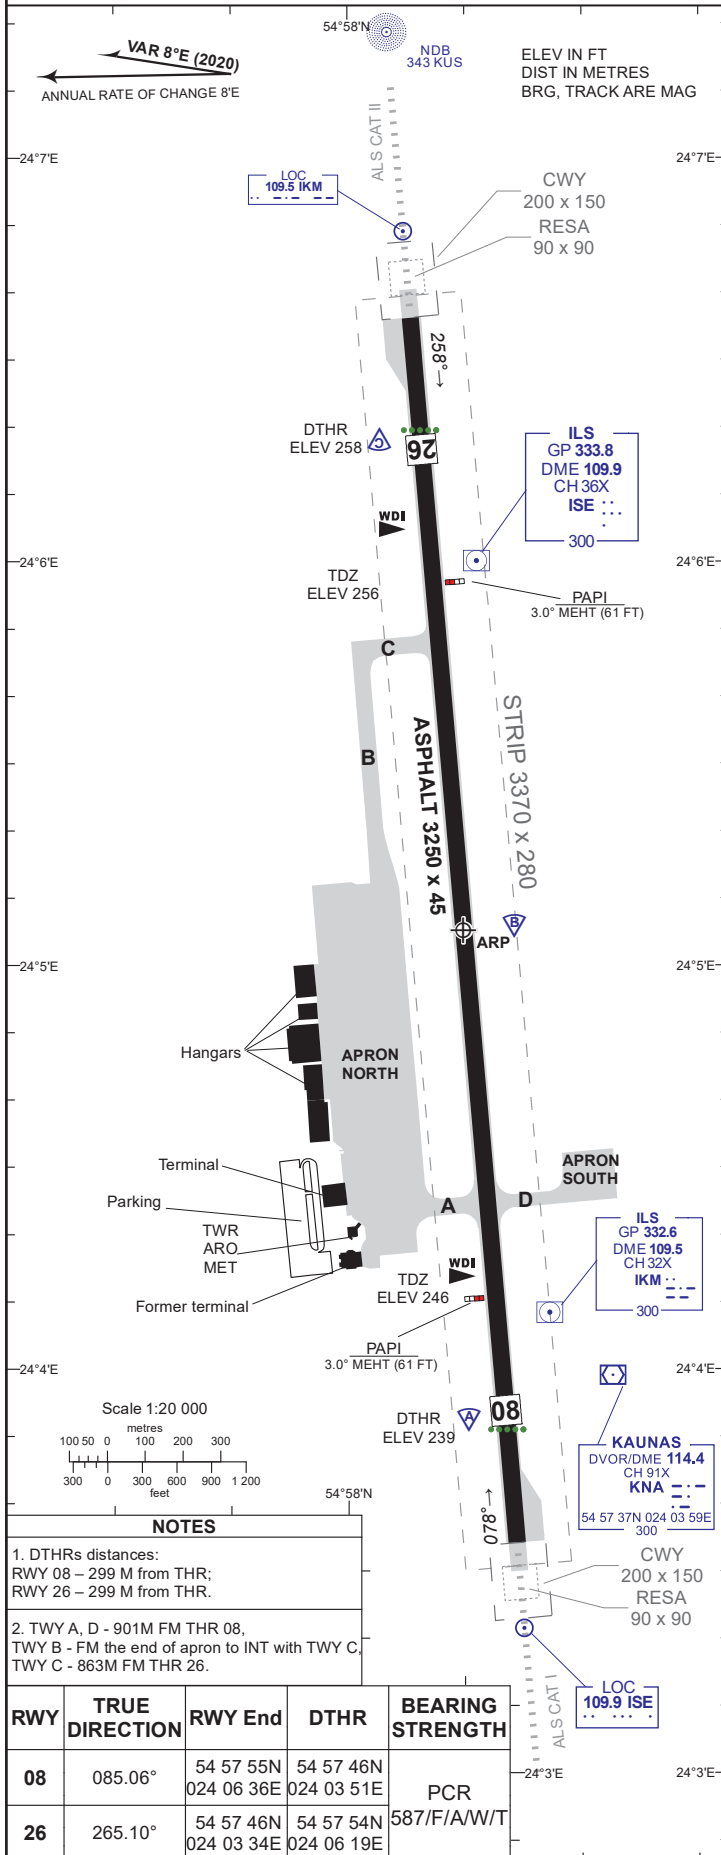 54°58'N
NDB
343 KUS
VAR 8°E (2020)
ANNUAL RATE OF CHANGE 8'E
ELEV IN FT
DIST IN METRES
BRG, TRACK ARE MAG
ALS CAT II
24°7'E
24°7'E
LOC
109.5 IKM
CWY
200 x 150
RESA
90 x 90
258°→
DTHR
ELEV 258
C
26
ILS
GP 333.8
DME 109.9
CH 36X
ISE
300
WDI
24°6'E
24°6'E
TDZ
ELEV 256
PAPI
3.0° MEHT (61 FT)
C
B
ASPHALT 3250 x 45
STRIP 3370 x 280
B
ARP
24°5'E
24°5'E
Hangars
APRON
NORTH
Terminal
Parking
TWR
ARO
MET
Former terminal
APRON
SOUTH
A
D
WDI
TDZ
ELEV 246
ILS
GP 332.6
DME 109.5
CH 32X
IKM
300
PAPI
3.0° MEHT (61 FT)
24°4'E
24°4'E
DTHR
ELEV 239
A
08
KAUNAS
DVOR/DME 114.4
CH 91X
KNA
54 57 37N 024 03 59E
300
Scale 1:20 000
metres
100 50 0 100 200 300
300 0 300 600 900 1200
feet
54°58'N
078°→
CWY
200 x 150
RESA
90 x 90
LOC
109.9 ISE
ALS CAT I
NOTES
1. DTHRs distances:
RWY 08 – 299 M from THR;
RWY 26 – 299 M from THR.
2. TWY A, D - 901M FM THR 08,
TWY B - FM the end of apron to INT with TWY C,
TWY C - 863M FM THR 26.
RWY TRUE DIRECTION RWY End DTHR BEARING STRENGTH
08 085.06° 54 57 55N 54 57 46N
024 06 36E 024 03 51E
PCR
587/F/A/W/T
26 265.10° 54 57 46N 54 57 54N
024 03 34E 024 06 19E
24°3'E
24°3'E